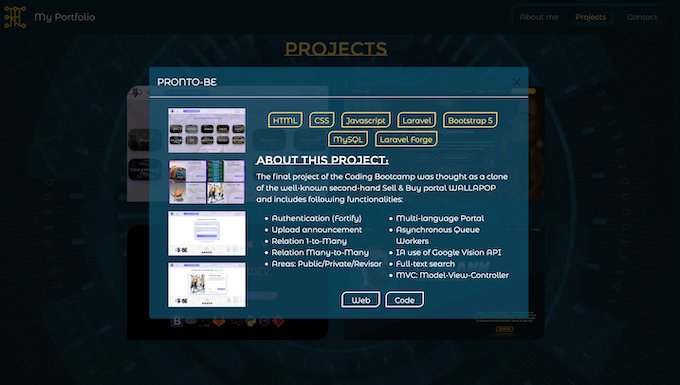 My Portfolio
About me
Projects
Contact
PROJECTS
PRONTO-BE
HTML
CSS
Javascript
Laravel
Bootstrap 5
MySQL
Laravel Forge
ABOUT THIS PROJECT:
The final project of the Coding Bootcamp was thought as a clone
of the well-known second-hand Sell & Buy portal WALLAPOP
and includes following functionalities:
Authentication (Fortify)
Upload announcement
Relation 1-to-Many
Relation Many-to-Many
Areas: Public/Private/Revisor
Multi-language Portal
Asynchronous Queue
Workers
IA use of Google Vision API
Full-text search
MVC: Model-View-Controller
Web
Code